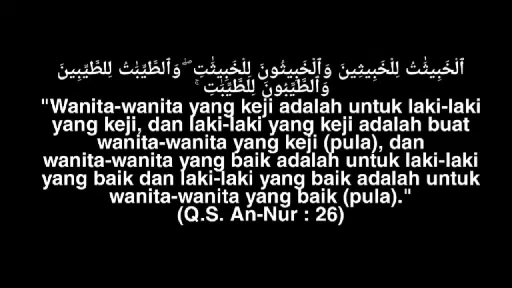 ٱلْخَبِيثَٰتُ لِلْخَبِيثِينَ وَٱلْخَبِيثُونَ لِلْخَبِيثَٰتِ ۖ وَٱلطَّيِّبَٰتُ لِلطَّيِّبِينَ
وَٱلطَّيِّبُونَ لِلطَّيِّبَٰتِ ۚ
"Wanita-wanita yang keji adalah untuk laki-laki
yang keji, dan laki-laki yang keji adalah buat
wanita-wanita yang keji (pula), dan
wanita-wanita yang baik adalah untuk laki-laki
yang baik dan laki-laki yang baik adalah untuk
wanita-wanita yang baik (pula)."
(Q.S. An-Nur : 26)